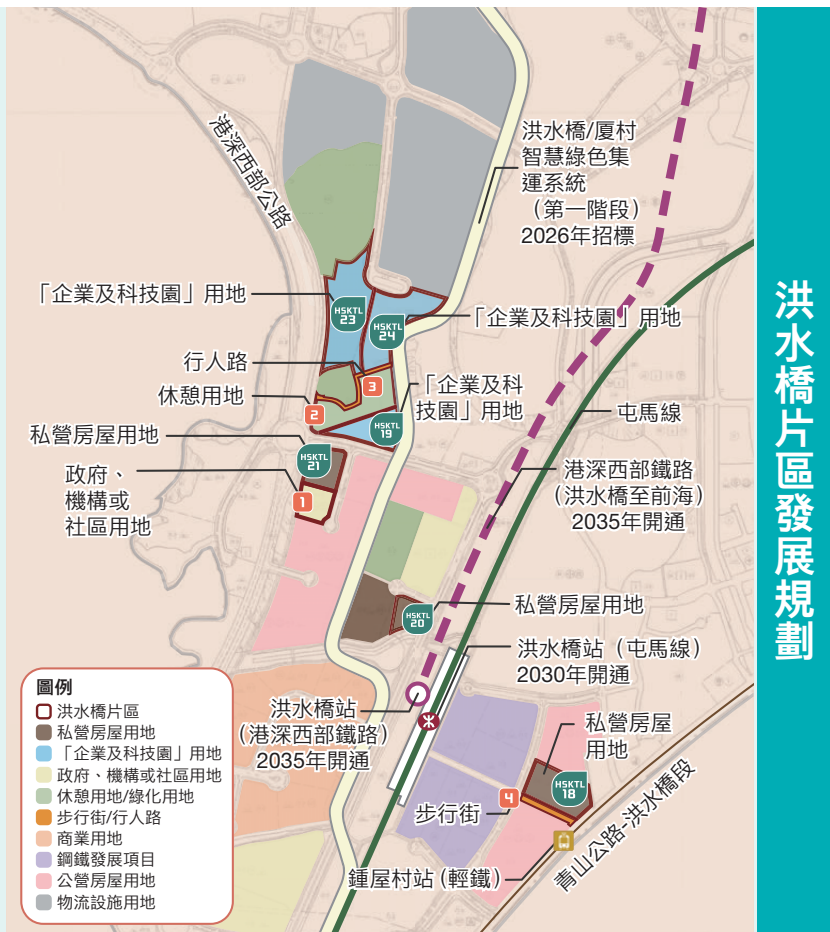 洪水橋片區發展規劃
港深西部公路
洪水橋/厦村
智慧綠色集
運系統
（第一階段）
2026年招標
「企業及科技園」用地
HSKTL
23
HSKTL
24
「企業及科技園」用地
行人路
3
休憩用地
2
「企業及科
技園」用地
HSKTL
19
屯馬線
私營房屋用地
HSKTL
21
政府、
機構或
社區用地
1
港深西部鐵路
（洪水橋至前海）
2035年開通
私營房屋用地
HSKTL
20
洪水橋站（屯馬線）
2030年開通
洪水橋站
（港深西部鐵路）
2035年開通
私營房屋
用地
HSKTL
18
4
步行街
鍾屋村站（輕鐵）
青山公路-洪水橋段
圖例
洪水橋片區
私營房屋用地
「企業及科技園」用地
政府、機構或社區用地
休憩用地/綠化用地
步行街/行人路
商業用地
鋼鐵發展項目
公營房屋用地
物流設施用地